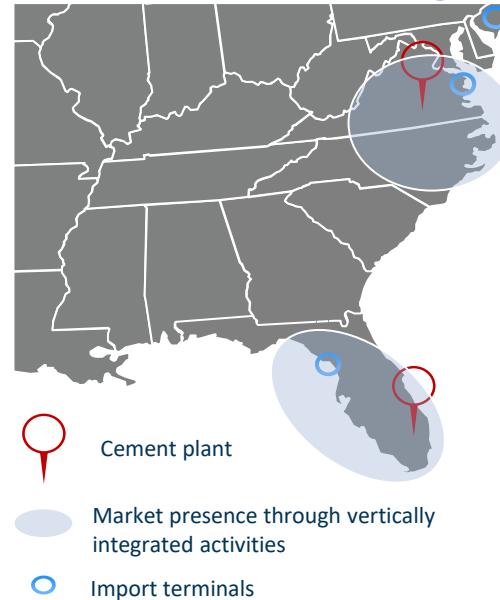 Cement plant
Market presence through vertically
integrated activities
Import terminals